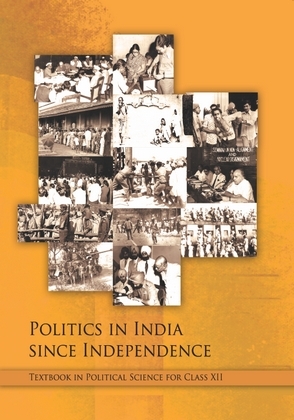 POLITICS IN INDIA
SINCE INDEPENDENCE
TEXTBOOK IN POLITICAL SCIENCE FOR CLASS XII